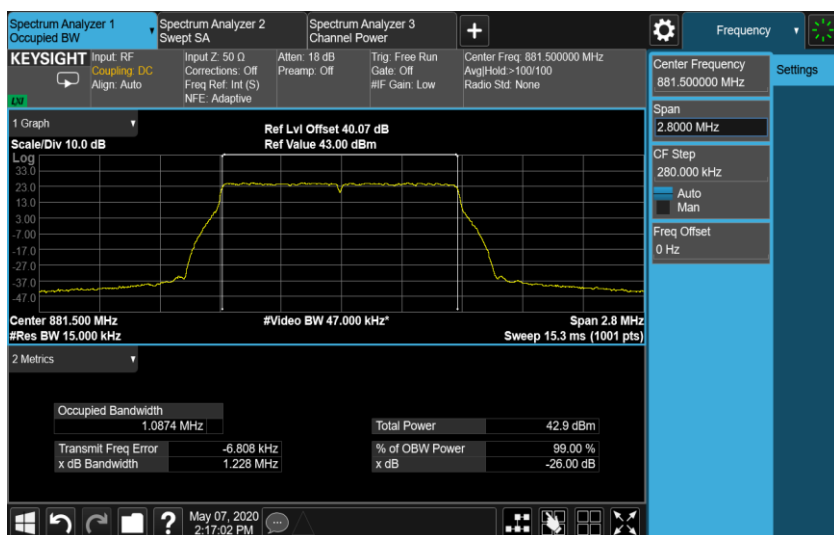 Spectrum Analyzer 1
Occupied BW
Spectrum Analyzer 2
Swept SA
Spectrum Analyzer 3
Channel Power
Frequency
KEYSIGHT
Input: RF
Coupling: DC
Align: Auto
Input Z: 50 Ω
Corrections: Off
Freq Ref: Int (S)
NFE: Adaptive
Atten: 18 dB
Preamp: Off
Trig: Free Run
Gate: Off
#IF Gain: Low
Center Freq: 881.500000 MHz
Avg|Hold:>100/100
Radio Std: None
LXI
Center Frequency
881.500000 MHz
Settings
Span
2.8000 MHz
CF Step
280.000 kHz
Auto
Man
Freq Offset
0 Hz
1 Graph
Scale/Div 10.0 dB
Ref Lvl Offset 40.07 dB
Ref Value 43.00 dBm
Log
33.0
23.0
13.0
3.00
-7.00
-17.0
-27.0
-37.0
-47.0
Center 881.500 MHz
#Video BW 47.000 kHz*
Span 2.8 MHz
#Res BW 15.000 kHz
Sweep 15.3 ms (1001 pts)
2 Metrics
Occupied Bandwidth
1.0874 MHz
Total Power 42.9 dBm
Transmit Freq Error -6.808 kHz
% of OBW Power 99.00 %
x dB Bandwidth 1.228 MHz
x dB -26.00 dB
May 07, 2020
2:17:02 PM